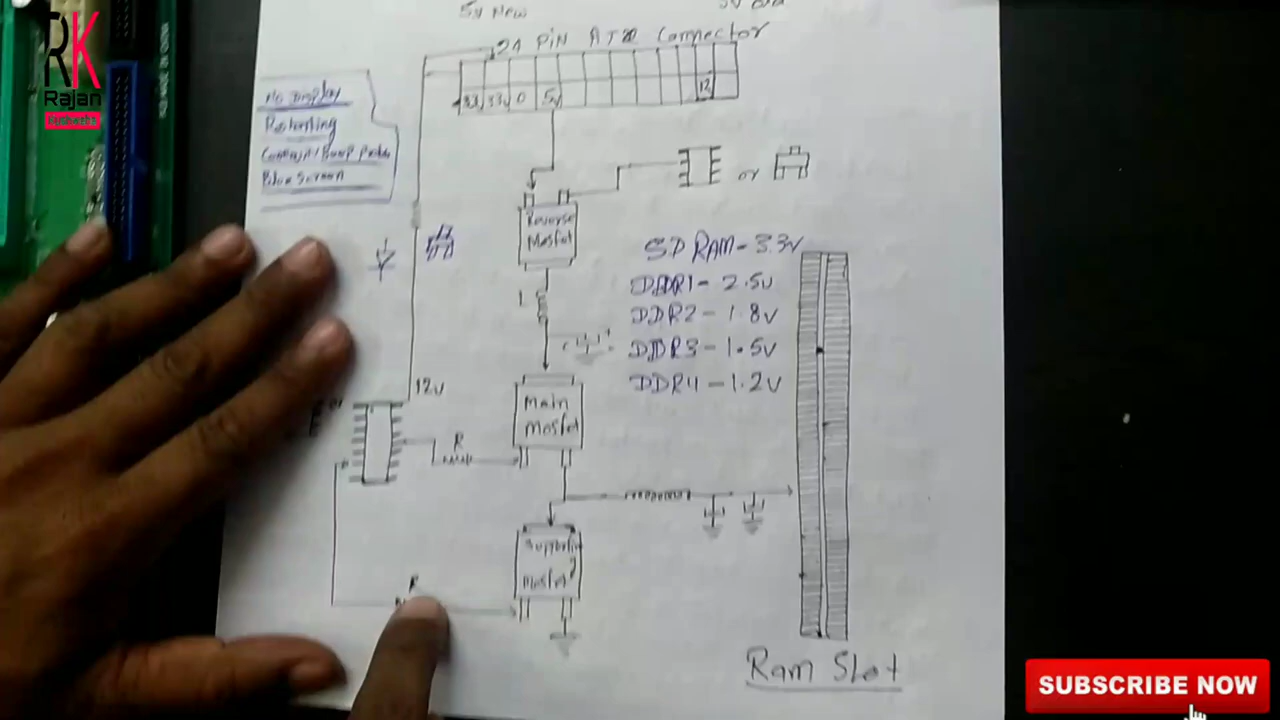 RK
Rajan
5V New
24 PIN ATX Connector
3.3
3.3V
0
5V
12
No Display
Restarting
Blue Screen
or
Reverse
Mosfet
SD RAM - 3.3V
DDR1 - 2.5V
DDR2 - 1.8V
DDR3 - 1.5V
DDR4 - 1.2V
12V
Main
Mosfet
R
R
Mosfet
Ram Slot
SUBSCRIBE NOW